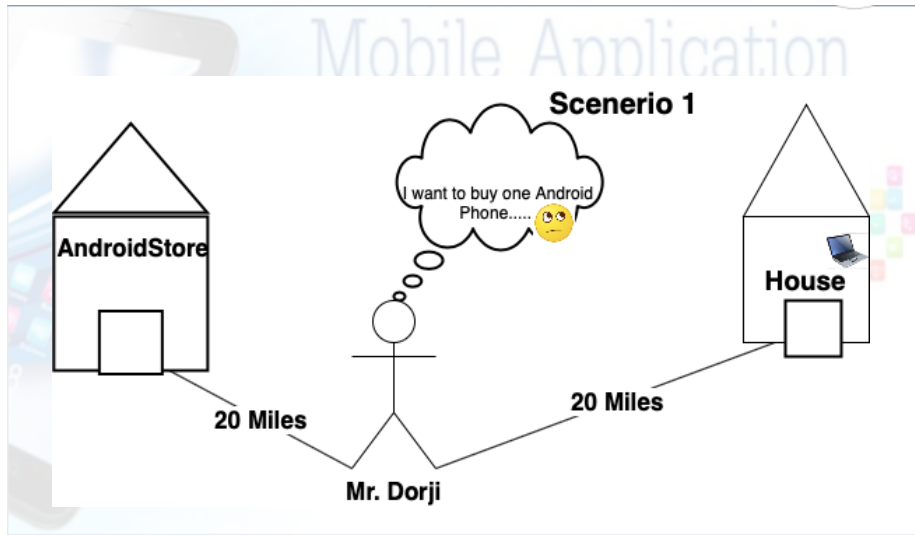 Mobile Application
Scenerio 1
I want to buy one Android
Phone.....
AndroidStore
House
20 Miles
20 Miles
Mr. Dorji